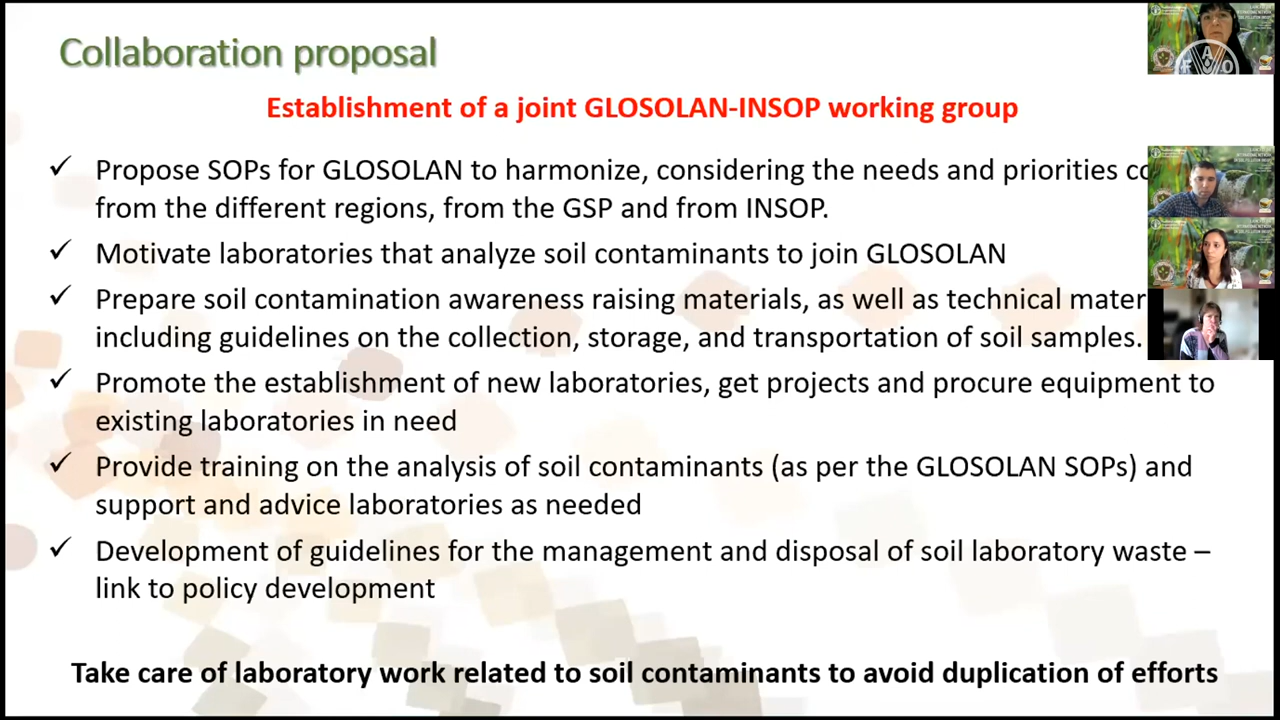 Collaboration proposal
Establishment of a joint GLOSOLAN-INSOP working group
✓ Propose SOPs for GLOSOLAN to harmonize, considering the needs and priorities
from the different regions, from the GSP and from INSOP.
✓ Motivate laboratories that analyze soil contaminants to join GLOSOLAN
✓ Prepare soil contamination awareness raising materials, as well as technical
including guidelines on the collection, storage, and transportation of soil samples.
✓ Promote the establishment of new laboratories, get projects and procure equipment to
existing laboratories in need
✓ Provide training on the analysis of soil contaminants (as per the GLOSOLAN SOPs) and
support and advice laboratories as needed
✓ Development of guidelines for the management and disposal of soil laboratory waste –
link to policy development
Take care of laboratory work related to soil contaminants to avoid duplication of efforts